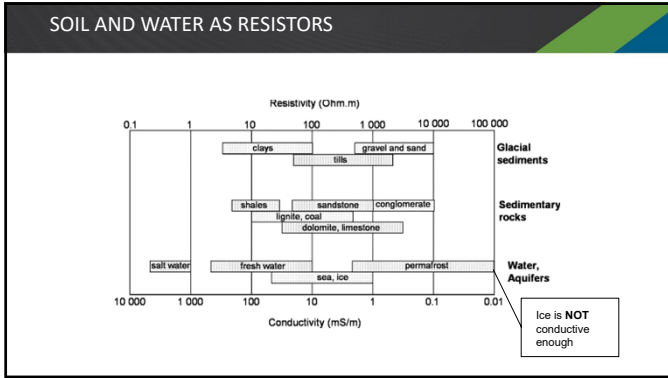 SOIL AND WATER AS RESISTORS
Resistivity (Ohm.m)
0.1 1 10 100 1 000 10 000 100 000
clays gravel and sand Glacial
tills sediments
shales sandstone conglomerate Sedimentary
lignite, coal rocks
dolomite, limestone
salt water fresh water permafrost Water,
sea, ice Aquifers
10 000 1 000 100 10 1 0.1 0.01
Conductivity (mS/m)
Ice is NOT
conductive
enough